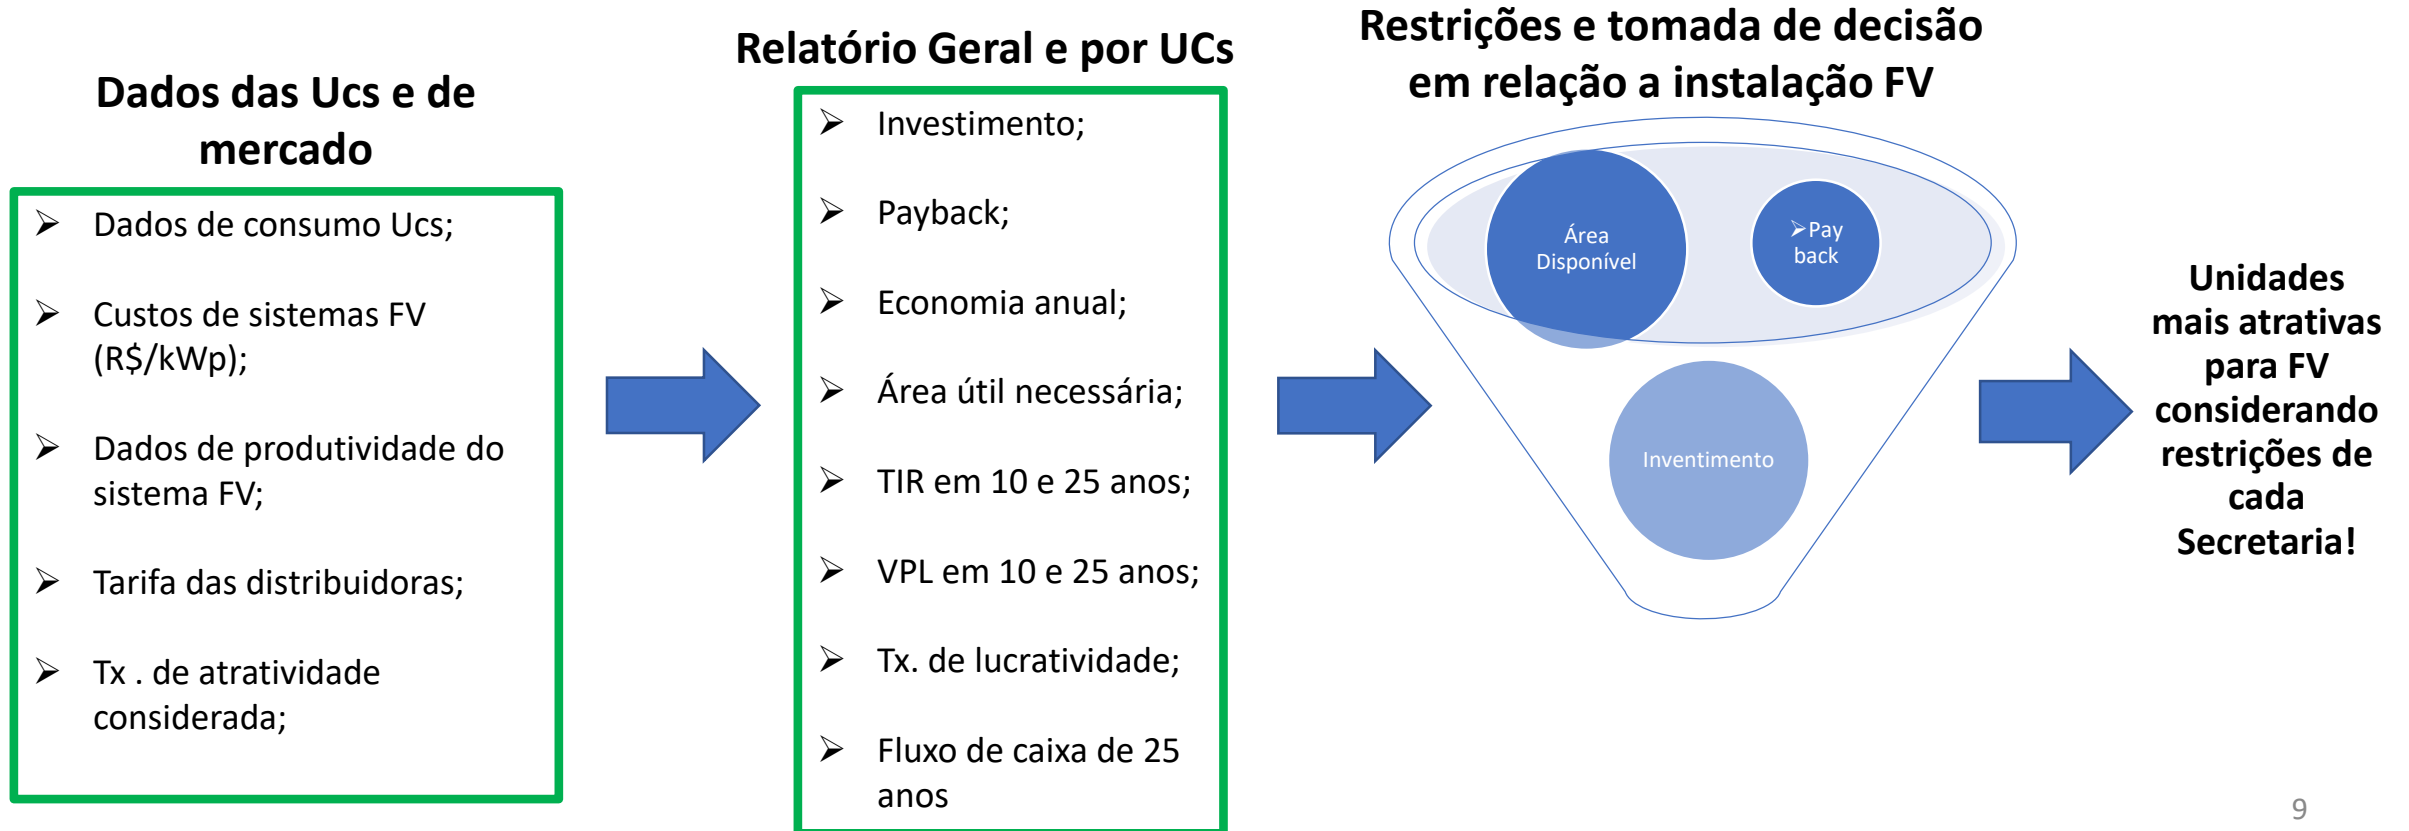 Dados das Ucs e de
mercado
➢ Dados de consumo Ucs;
➢ Custos de sistemas FV
(R$/kWp);
➢ Dados de produtividade do
sistema FV;
➢ Tarifa das distribuidoras;
➢ Tx . de atratividade
considerada;
Relatório Geral e por UCs
➢ Investimento;
➢ Payback;
➢ Economia anual;
➢ Área útil necessária;
➢ TIR em 10 e 25 anos;
➢ VPL em 10 e 25 anos;
➢ Tx. de lucratividade;
➢ Fluxo de caixa de 25
anos
Restrições e tomada de decisão
em relação a instalação FV
Área
Disponível
➢Pay
back
Inventimento
Unidades
mais atrativas
para FV
considerando
restrições de
cada
Secretaria!
9